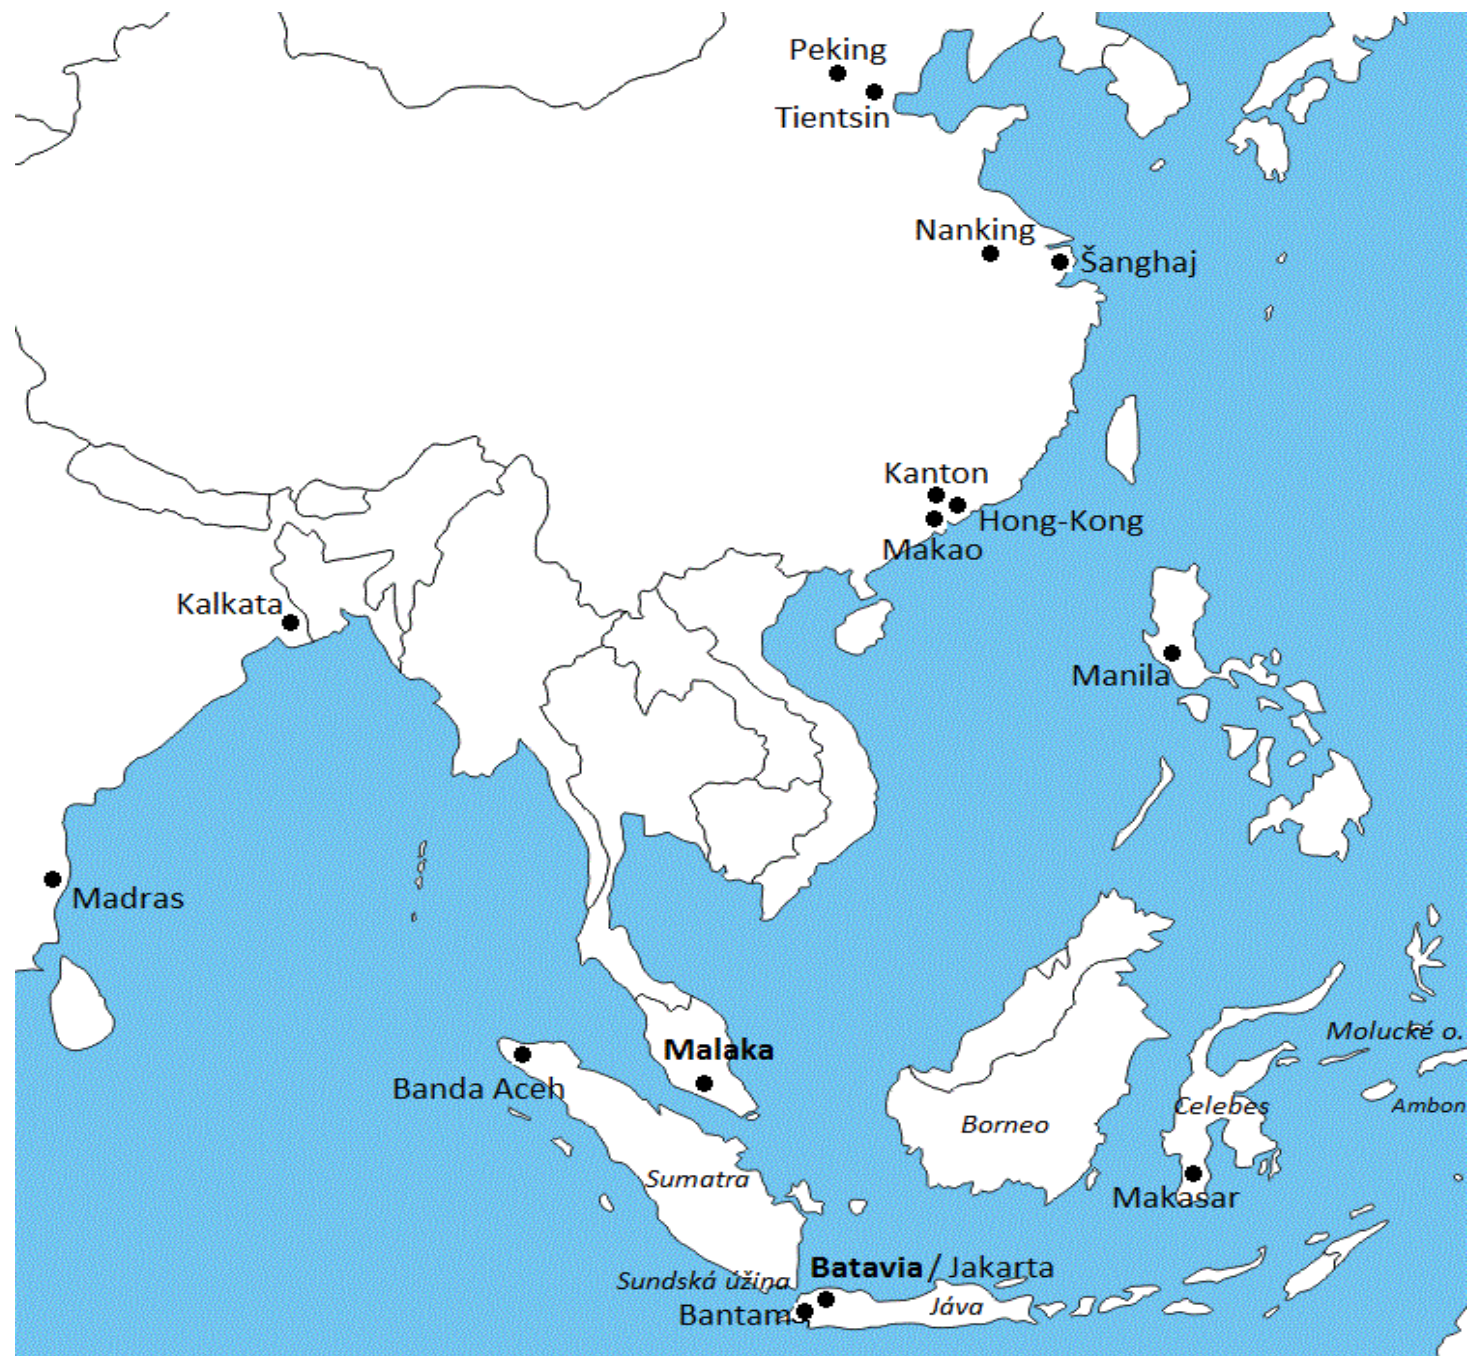 Peking
Tientsin
Nanking
Šanghaj
Kanton
Hong-Kong
Makao
Kalkata
Manila
Madras
Molucké o.
Malaka
Banda Aceh
Celebes
Ambon
Borneo
Sumatra
Makasar
Batavia / Jakarta
Sundská úžina
Jáva
Bantam